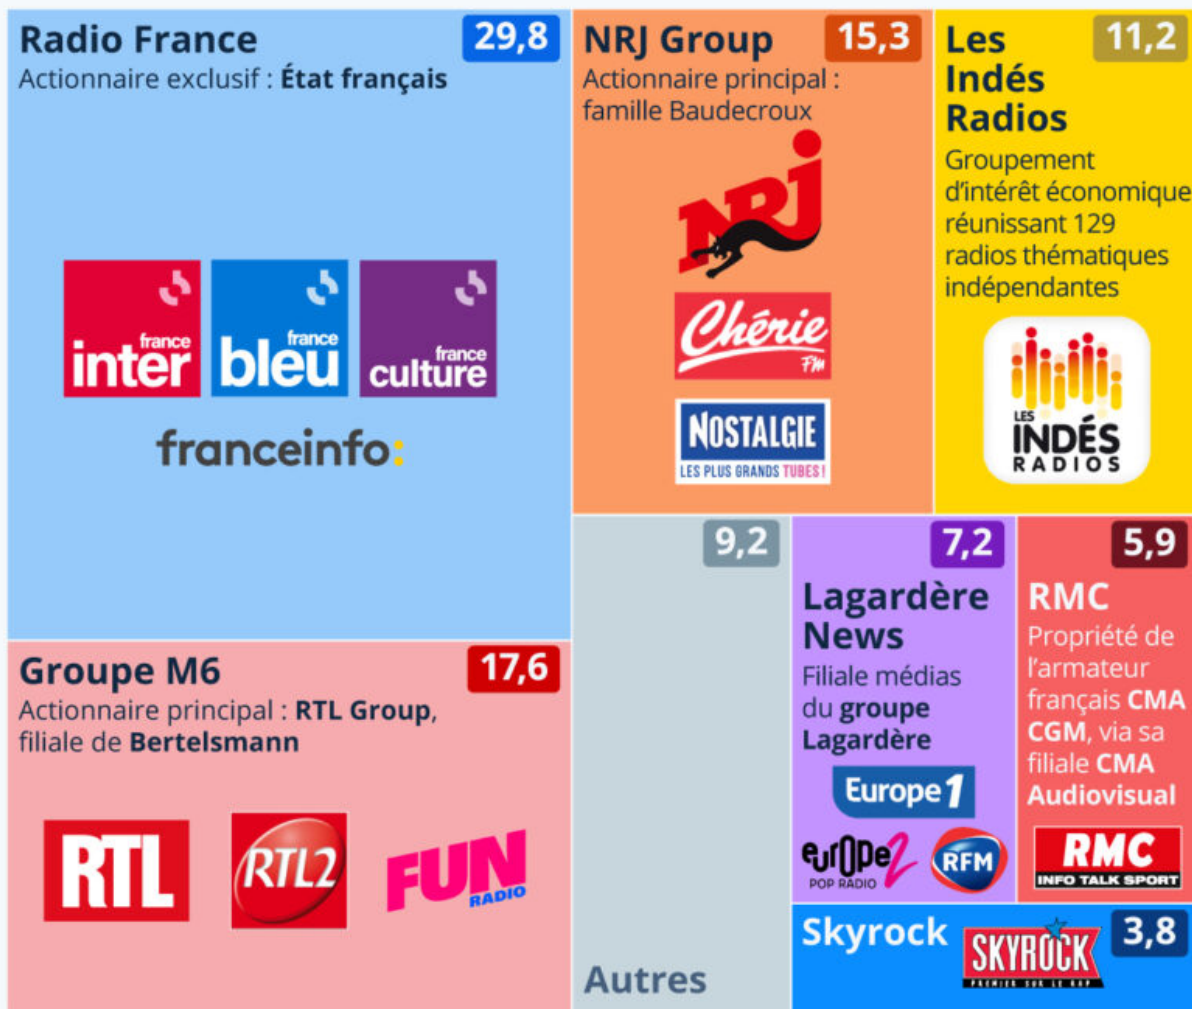 Radio France
29,8
Actionnaire exclusif : État français
france
inter
france
bleu
france
culture
franceinfo:
NRJ Group
15,3
Actionnaire principal :
famille Baudecroux
NRJ
Chérie
FM
NOSTALGIE
LES PLUS GRANDS TUBES !
Les
Indés
Radios
11,2
Groupement
d'intérêt économique
réunissant 129
radios thématiques
indépendantes
LES
INDÉS
RADIOS
Groupe M6
17,6
Actionnaire principal : RTL Group,
filiale de Bertelsmann
RTL
RTL2
FUN
RADIO
9,2
Autres
7,2
Lagardère
News
Filiale médias
du groupe
Lagardère
Europe 1
europe 2
POP RADIO
RFM
5,9
RMC
Propriété de
l'armateur
français CMA
CGM, via sa
filiale CMA
Audiovisual
RMC
INFO TALK SPORT
Skyrock
SKYROCK
PREMIER SUR LE RAP
3,8